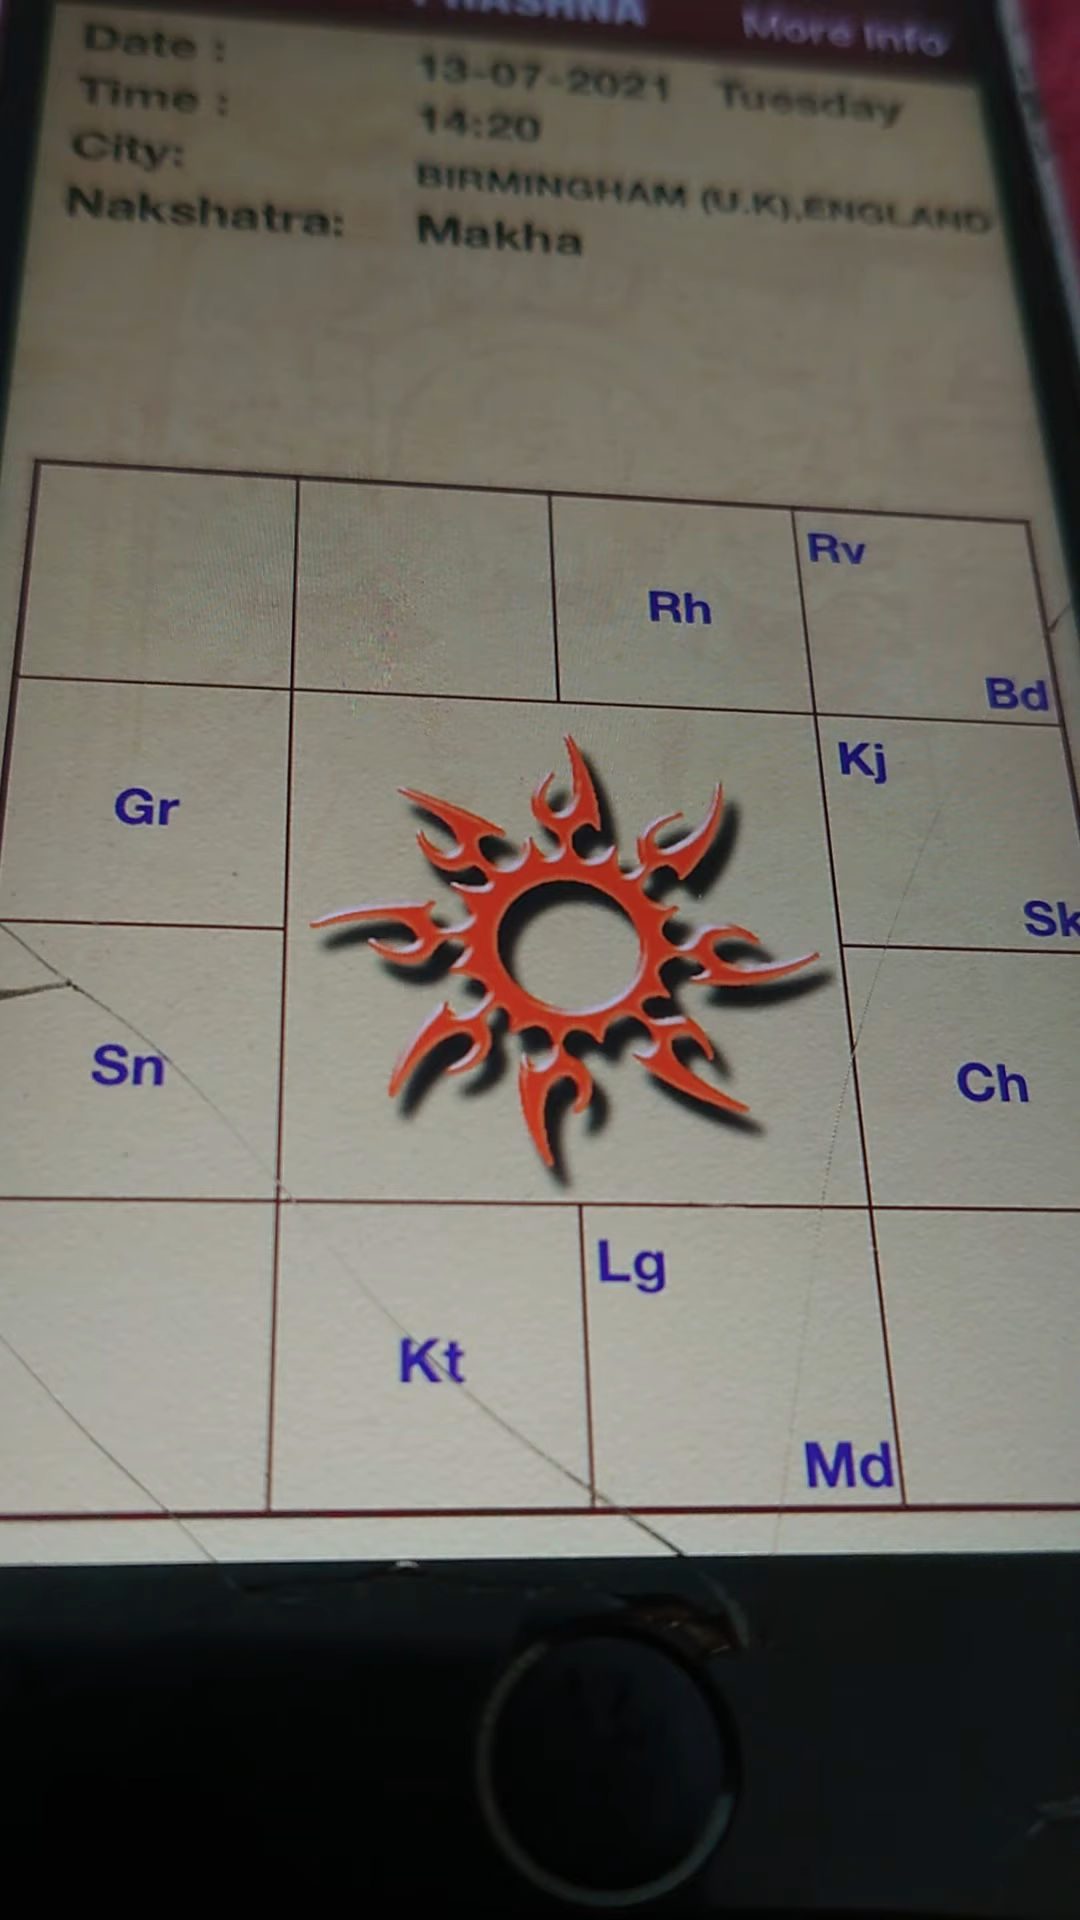 PRASHNA More Info
Date : 13-07-2021 Tuesday
Time : 14:20
City: BIRMINGHAM (U.K),ENGLAND
Nakshatra: Makha
Rv
Rh
Bd
Kj
Gr
Sk
Sn
Ch
Lg
Kt
Md